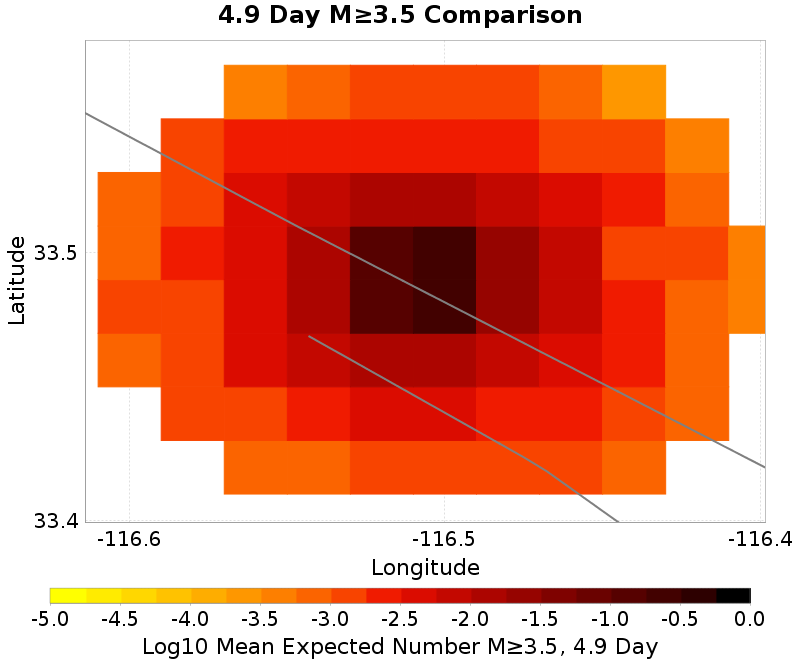 4.9 Day M≥3.5 Comparison
Latitude
33.5
33.4
-116.6 -116.5 -116.4
Longitude
-5.0 -4.5 -4.0 -3.5 -3.0 -2.5 -2.0 -1.5 -1.0 -0.5 0.0
Log10 Mean Expected Number M≥3.5, 4.9 Day